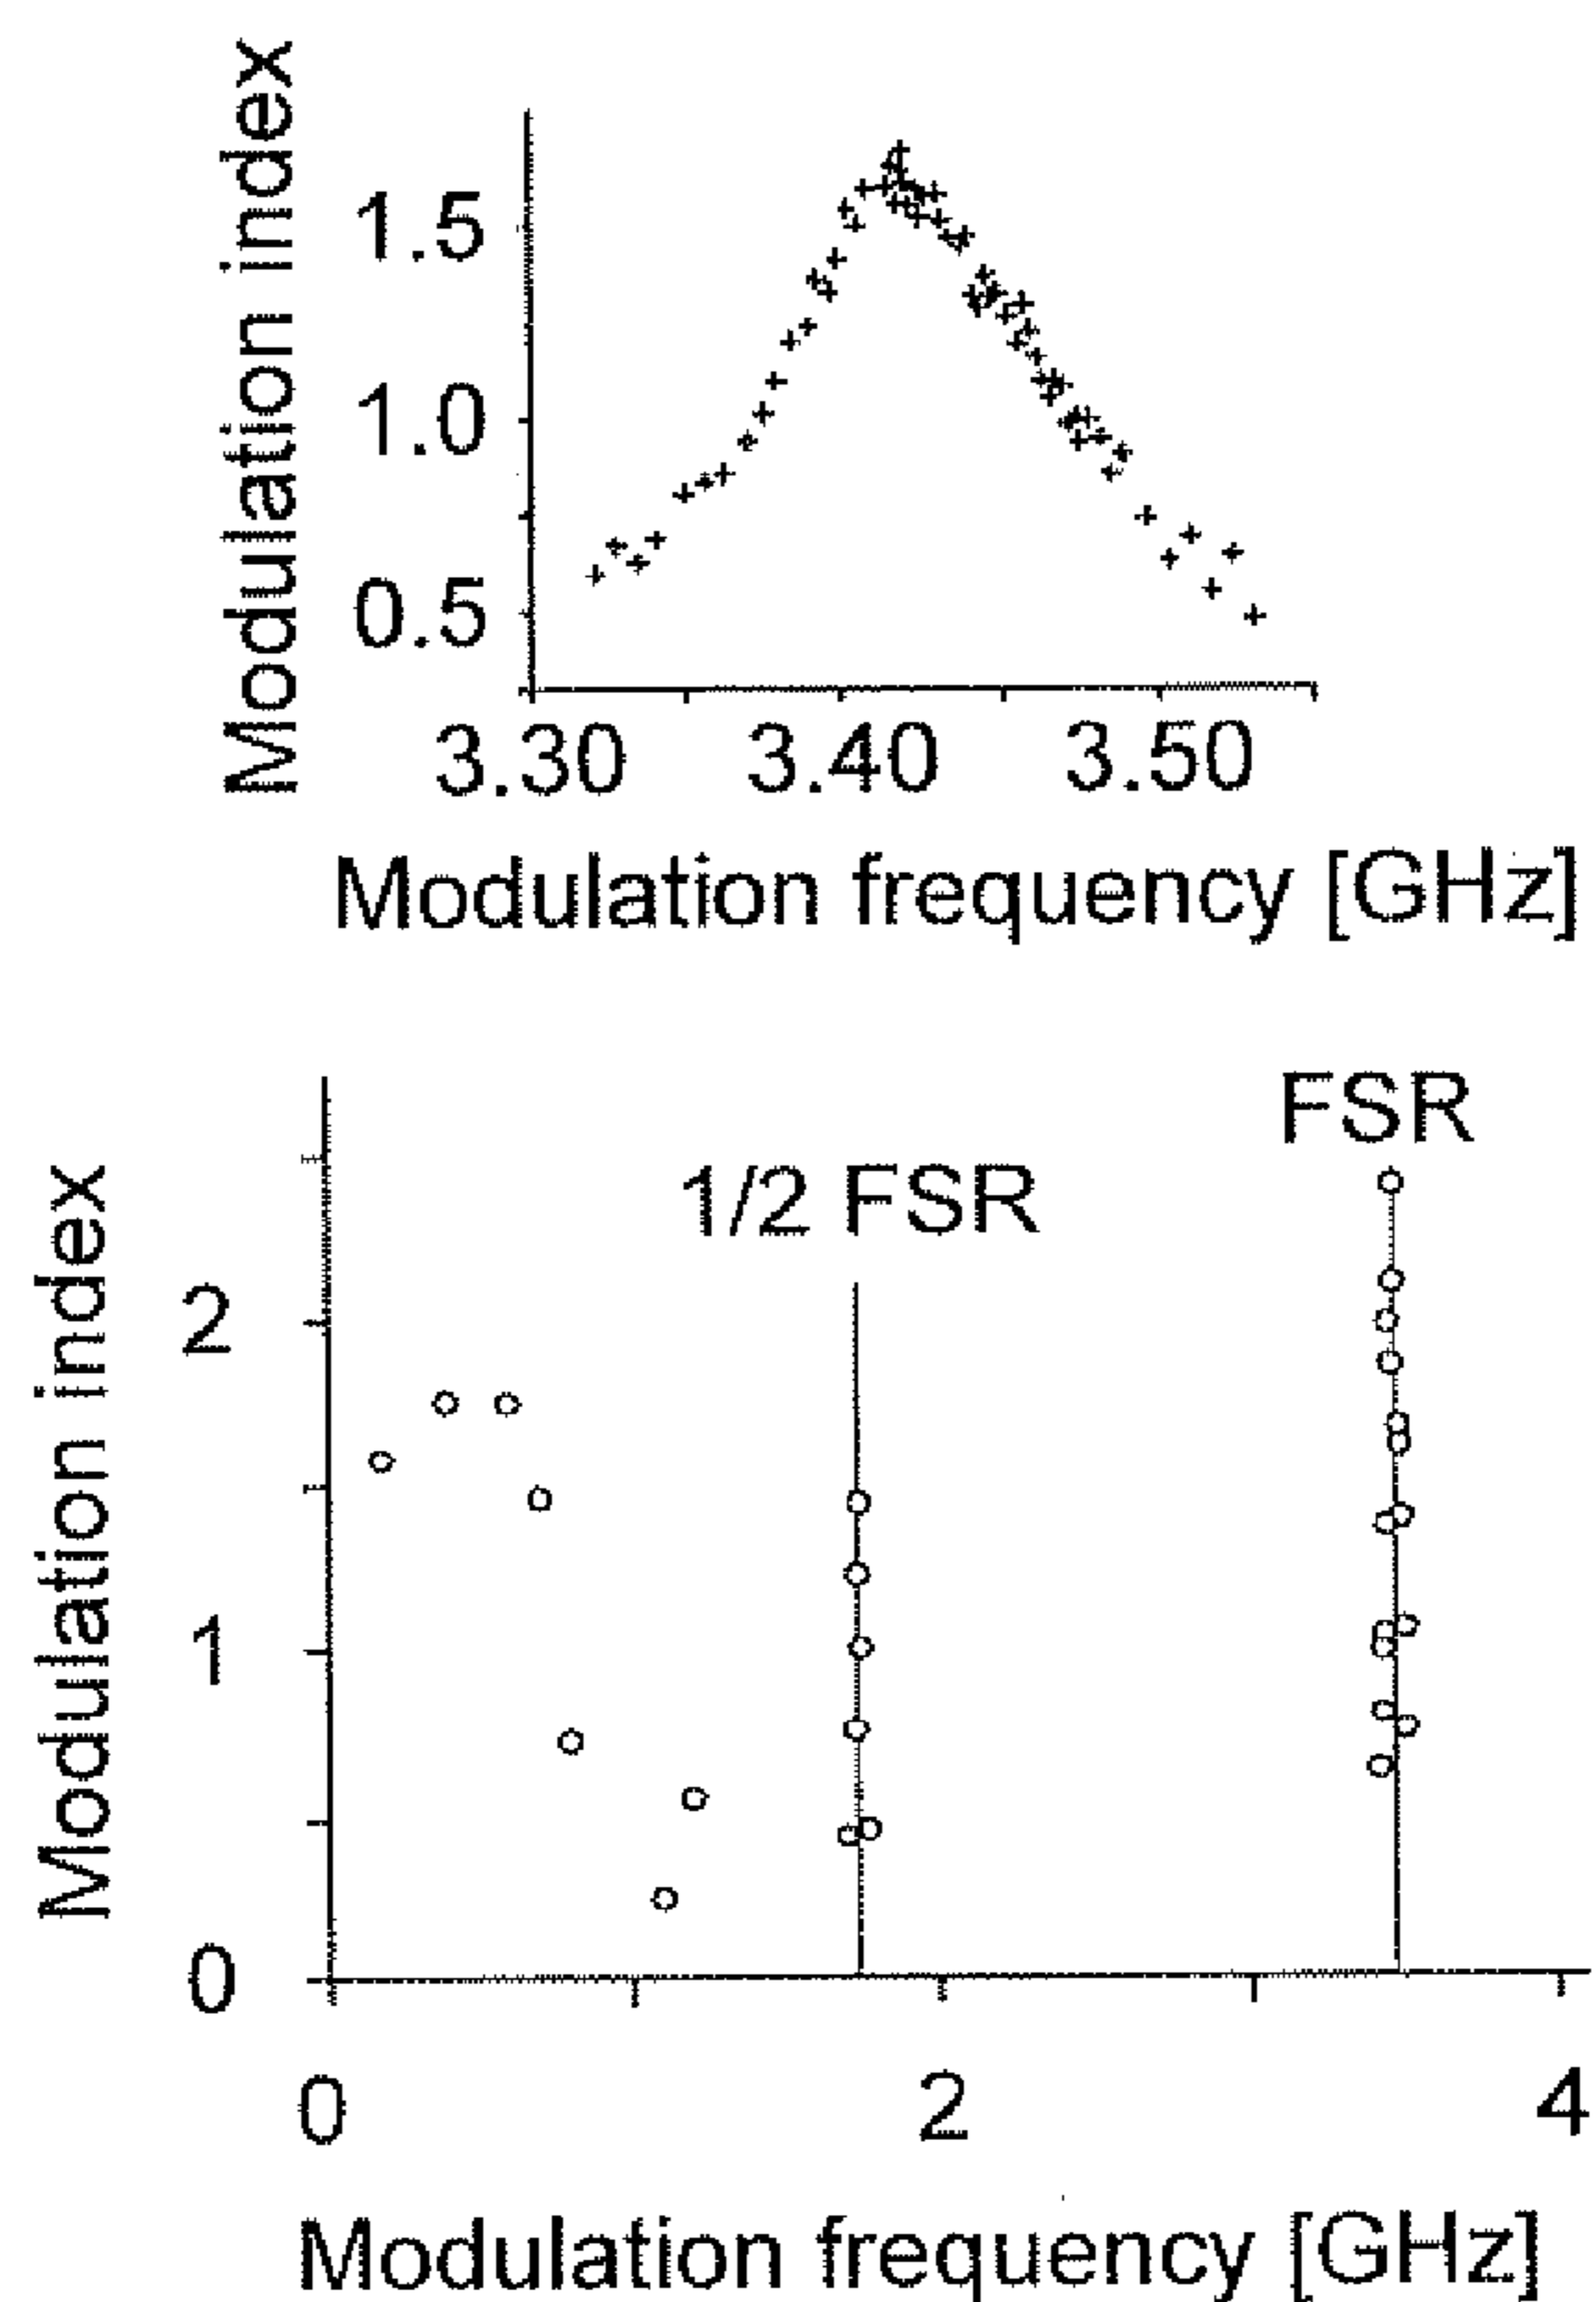 Modulation index
1.5
1.0
0.5
3.30 3.40 3.50
Modulation frequency [GHz]
FSR
1/2 FSR
Modulation index
2
1
0
0 2 4
Modulation frequency [GHz]